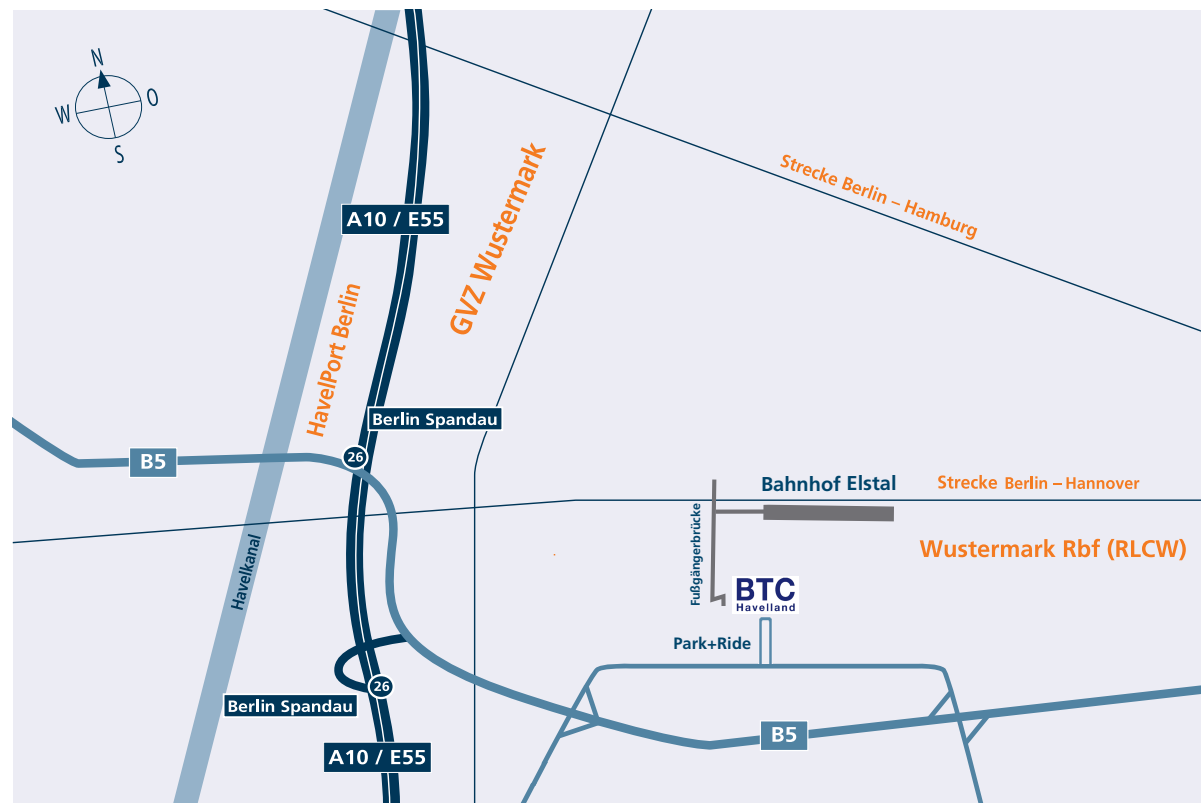 N
W
O
S
A10 / E55
GVZ Wustermark
Strecke Berlin – Hamburg
HavelPort Berlin
Berlin Spandau
26
B5
Bahnhof Elstal
Strecke Berlin – Hannover
Fußgängerbrücke
Wustermark Rbf (RLCW)
Havelkanal
BTC
Havelland
Park+Ride
26
Berlin Spandau
B5
A10 / E55